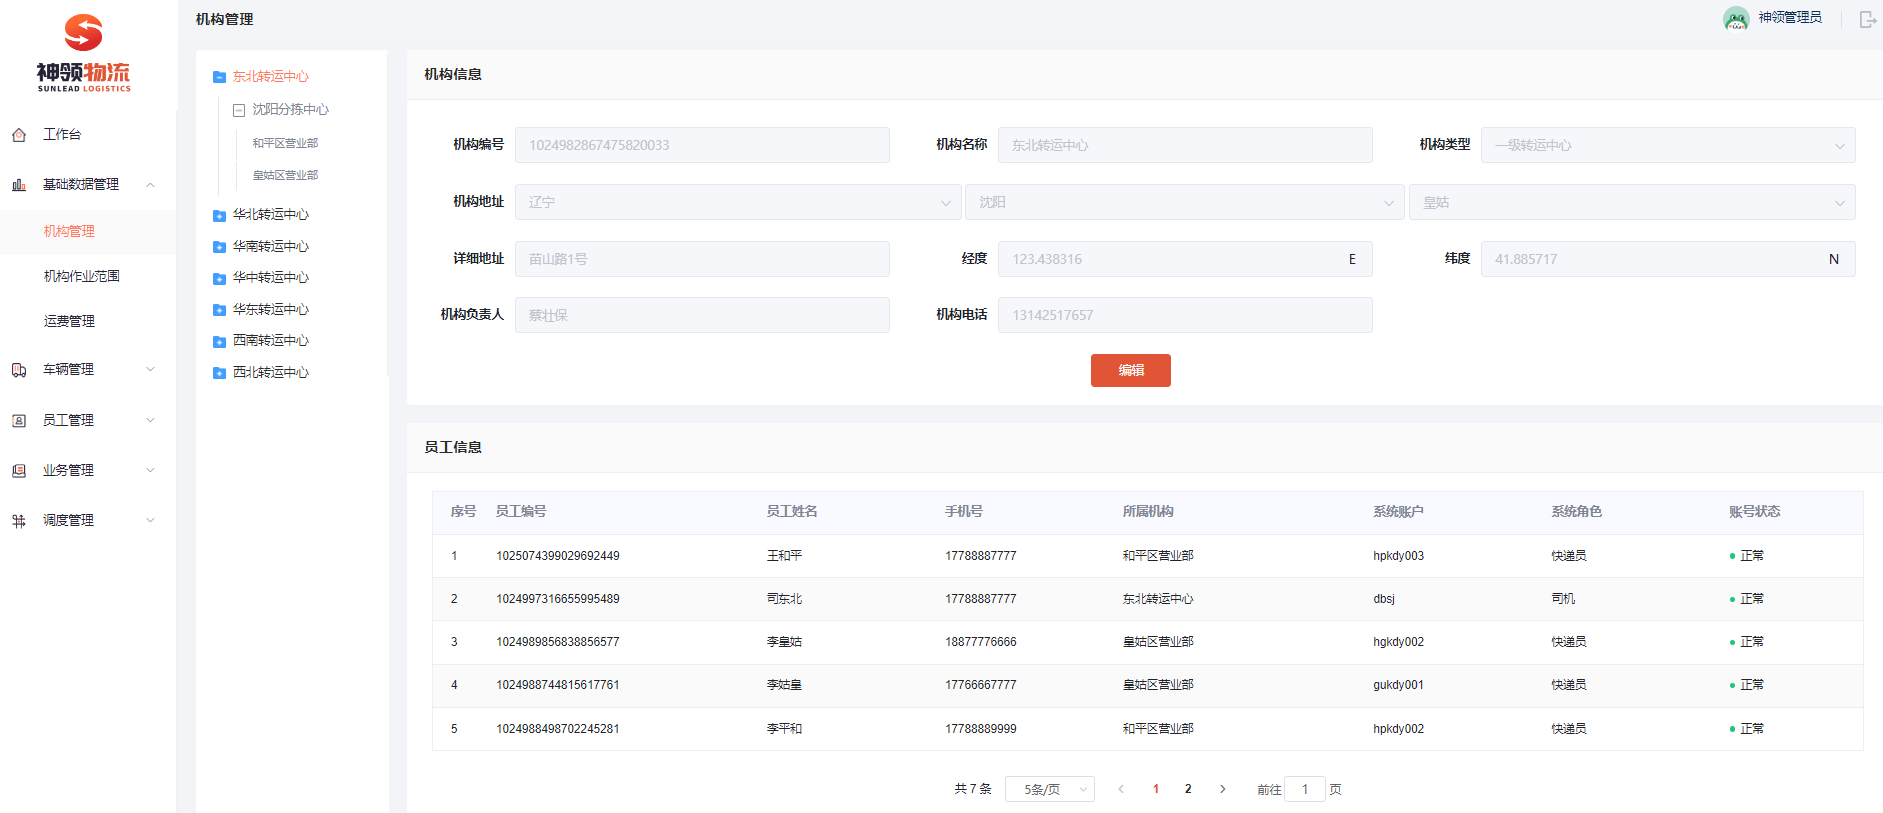 神领物流
SUNLEAD LOGISTICS
工作台
基础数据管理
机构管理
机构作业范围
运费管理
车辆管理
员工管理
业务管理
调度管理
机构管理
神领管理员
东北转运中心
沈阳分拣中心
和平区营业部
皇姑区营业部
华北转运中心
华南转运中心
华中转运中心
华东转运中心
西南转运中心
西北转运中心
机构信息
机构编号 1024982867475820033 机构名称 东北转运中心 机构类型 一级转运中心
机构地址 辽宁 沈阳 皇姑
详细地址 苗山路1号 经度 123.438316 E 纬度 41.885717 N
机构负责人 蔡壮保 机构电话 13142517657
编辑
员工信息
序号 员工编号 员工姓名 手机号 所属机构 系统账户 系统角色 账号状态
1 1025074399029692449 王和平 17788887777 和平区营业部 hpkdy003 快递员 正常
2 1024997316655995489 司东北 17788887777 东北转运中心 dbsj 司机 正常
3 1024989856838856577 李皇姑 18877776666 皇姑区营业部 hgkdy002 快递员 正常
4 1024988744815617761 李姑皇 17766667777 皇姑区营业部 gukdy001 快递员 正常
5 1024988498702245281 李平和 17788889999 和平区营业部 hpkdy002 快递员 正常
共 7 条 5条/页 1 2 前往 1 页